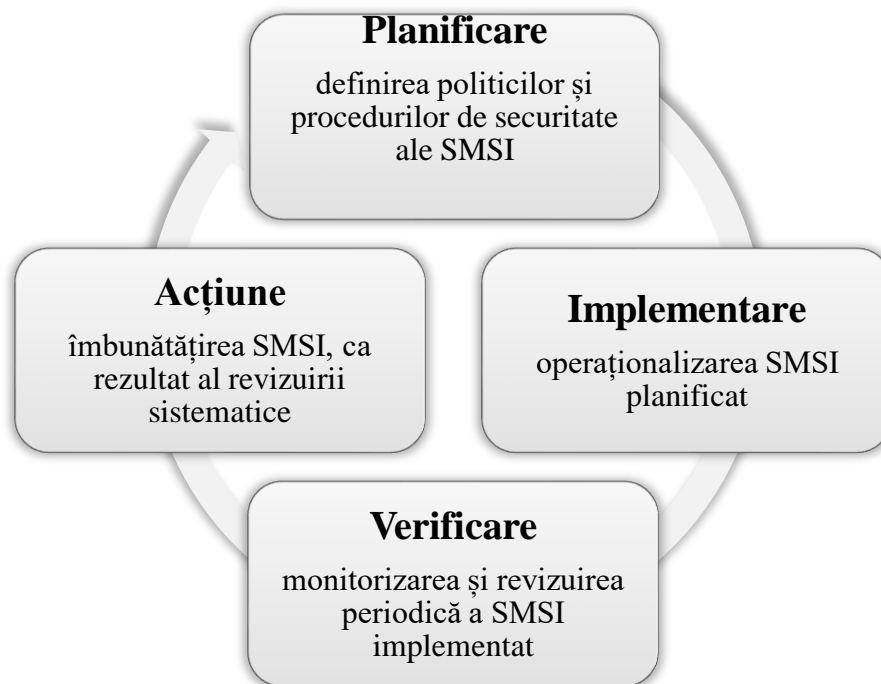 Planificare
definirea politicilor și
procedurilor de securitate
ale SMSI
Acțiune
îmbunătățirea SMSI, ca
rezultat al revizuirii
sistematice
Implementare
operaționalizarea SMSI
planificat
Verificare
monitorizarea și revizuirea
periodică a SMSI
implementat